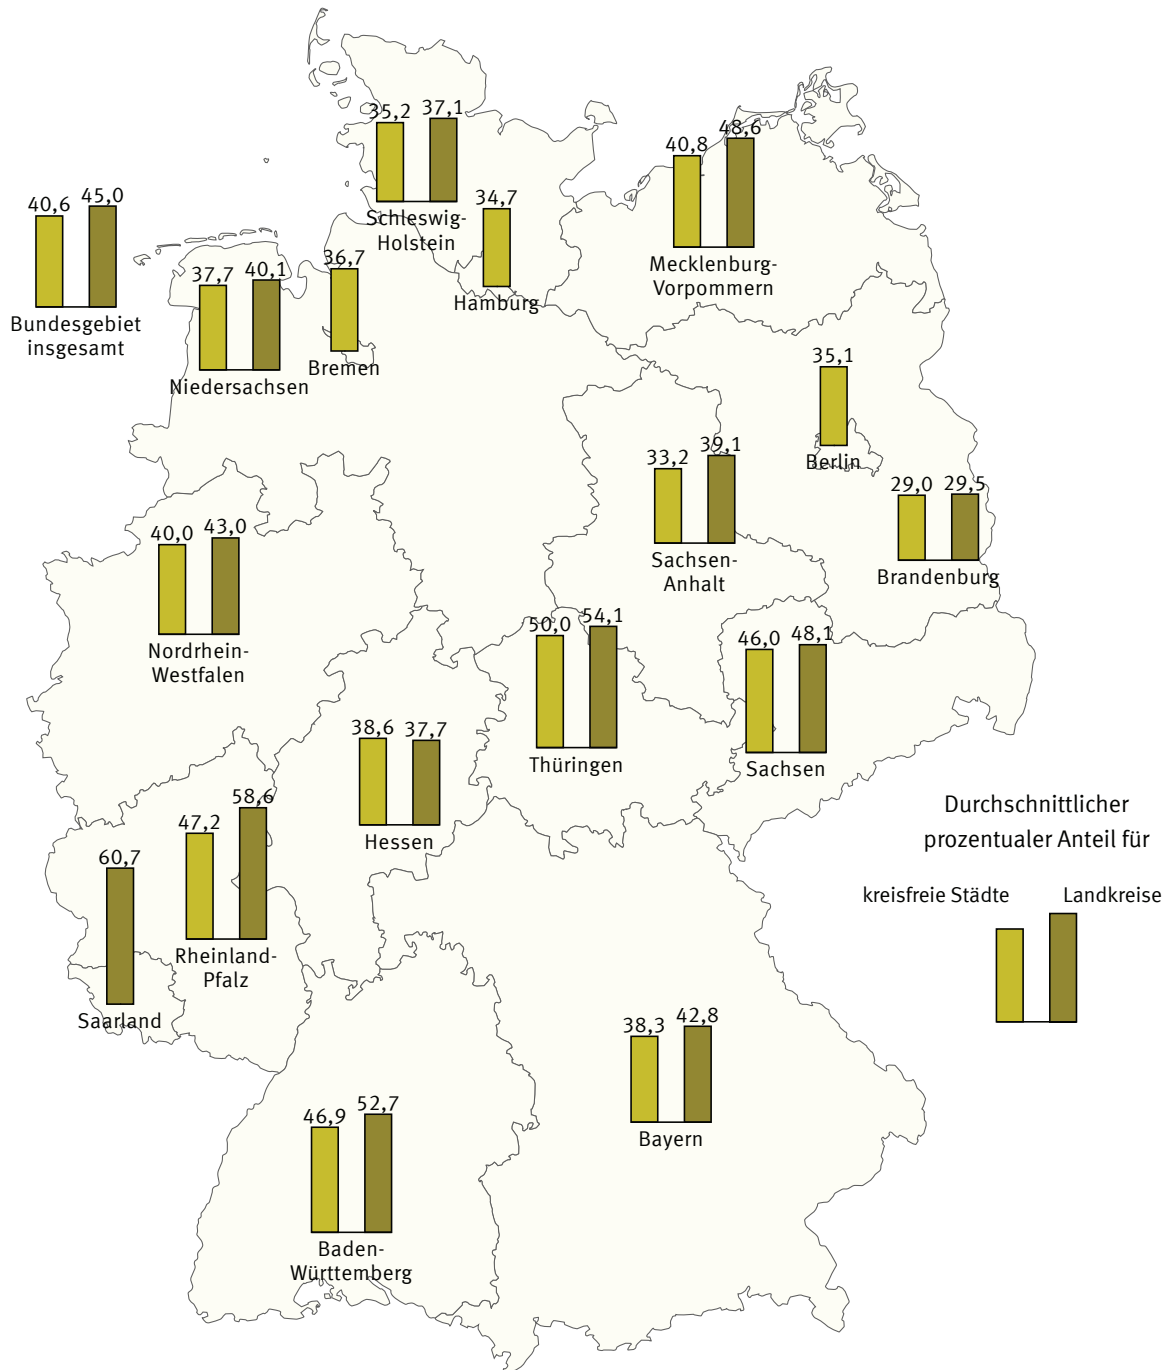 35,2 37,1
Schleswig-
Holstein
34,7
Hamburg
40,8 48,6
Mecklenburg-
Vorpommern
40,6 45,0
Bundesgebiet
insgesamt
37,7 40,1
Niedersachsen
36,7
Bremen
35,1
Berlin
33,2 39,1
Sachsen-
Anhalt
29,0 29,5
Brandenburg
40,0 43,0
Nordrhein-
Westfalen
50,0 54,1
Thüringen
46,0 48,1
Sachsen
38,6 37,7
Hessen
47,2 58,6
Rheinland-
Pfalz
60,7
Saarland
Durchschnittlicher
prozentualer Anteil für
kreisfreie Städte Landkreise
38,3 42,8
Bayern
46,9 52,7
Baden-
Württemberg